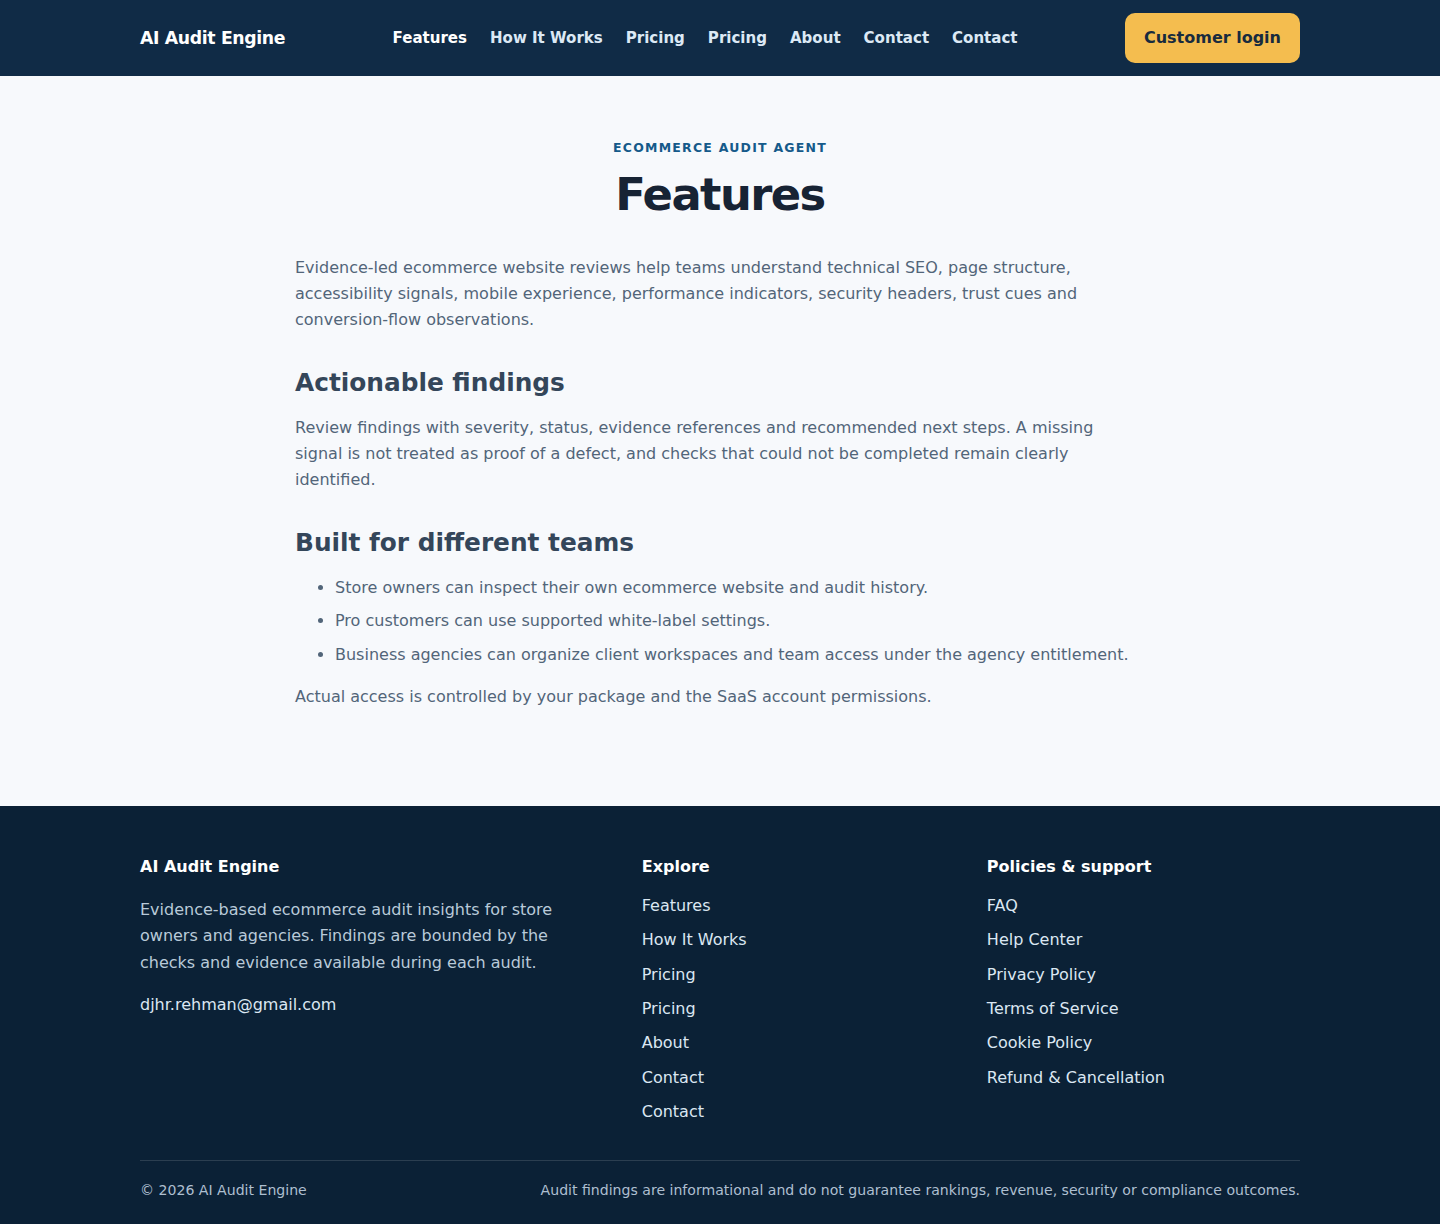 AI Audit Engine
Features
How It Works
Pricing
Pricing
About
Contact
Contact
Customer login
ECOMMERCE AUDIT AGENT
Features
Evidence-led ecommerce website reviews help teams understand technical SEO, page structure,
accessibility signals, mobile experience, performance indicators, security headers, trust cues and
conversion-flow observations.
Actionable findings
Review findings with severity, status, evidence references and recommended next steps. A missing
signal is not treated as proof of a defect, and checks that could not be completed remain clearly
identified.
Built for different teams
• Store owners can inspect their own ecommerce website and audit history.
• Pro customers can use supported white-label settings.
• Business agencies can organize client workspaces and team access under the agency entitlement.
Actual access is controlled by your package and the SaaS account permissions.
AI Audit Engine
Evidence-based ecommerce audit insights for store
owners and agencies. Findings are bounded by the
checks and evidence available during each audit.
djhr.rehman@gmail.com
Explore
Features
How It Works
Pricing
Pricing
About
Contact
Contact
Policies & support
FAQ
Help Center
Privacy Policy
Terms of Service
Cookie Policy
Refund & Cancellation
© 2026 AI Audit Engine
Audit findings are informational and do not guarantee rankings, revenue, security or compliance outcomes.